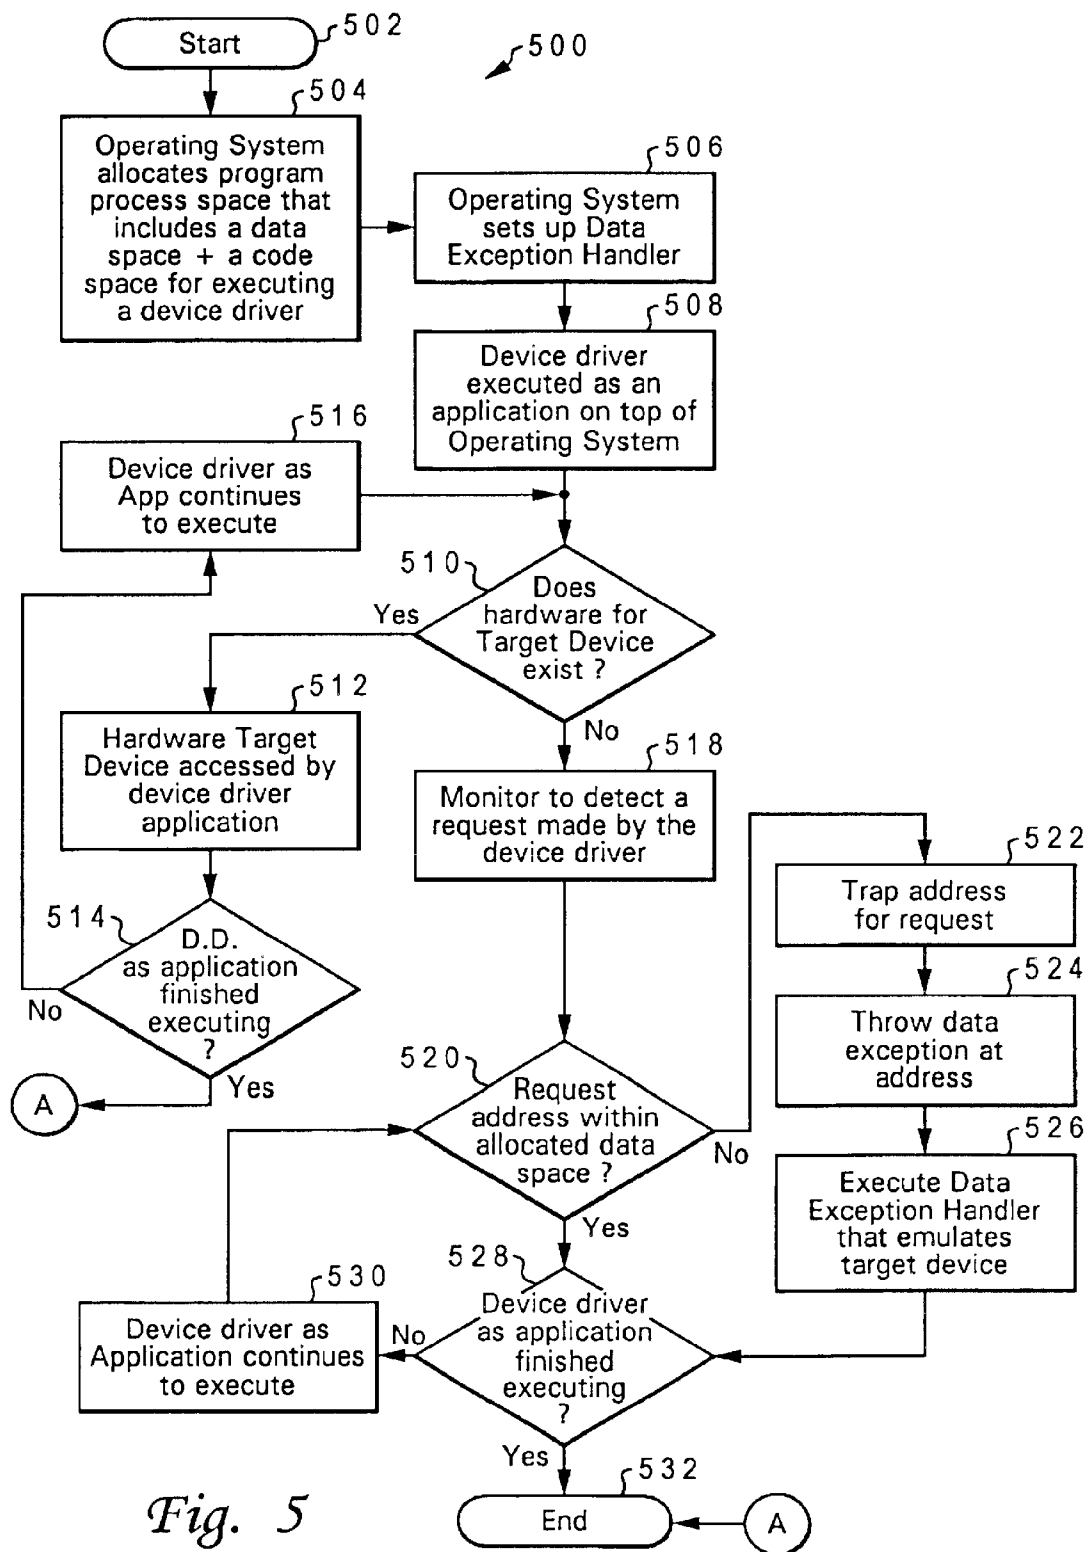 502
Start
500
504
Operating System
allocates program
process space that
includes a data
space + a code
space for executing
a device driver
506
Operating System
sets up Data
Exception Handler
508
Device driver
executed as an
application on top of
Operating System
516
Device driver as
App continues
to execute
510
Does
hardware for
Target Device
exist ?
Yes
No
512
Hardware Target
Device accessed by
device driver
application
518
Monitor to detect a
request made by the
device driver
522
Trap address
for request
514
D.D.
as application
finished
executing
?
No
Yes
A
524
Throw data
exception at
address
520
Request
address within
allocated data
space ?
No
Yes
526
Execute Data
Exception Handler
that emulates
target device
528
Device driver
as application
finished
executing
?
No
Yes
530
Device driver as
Application continues
to execute
532
End
A
Fig. 5